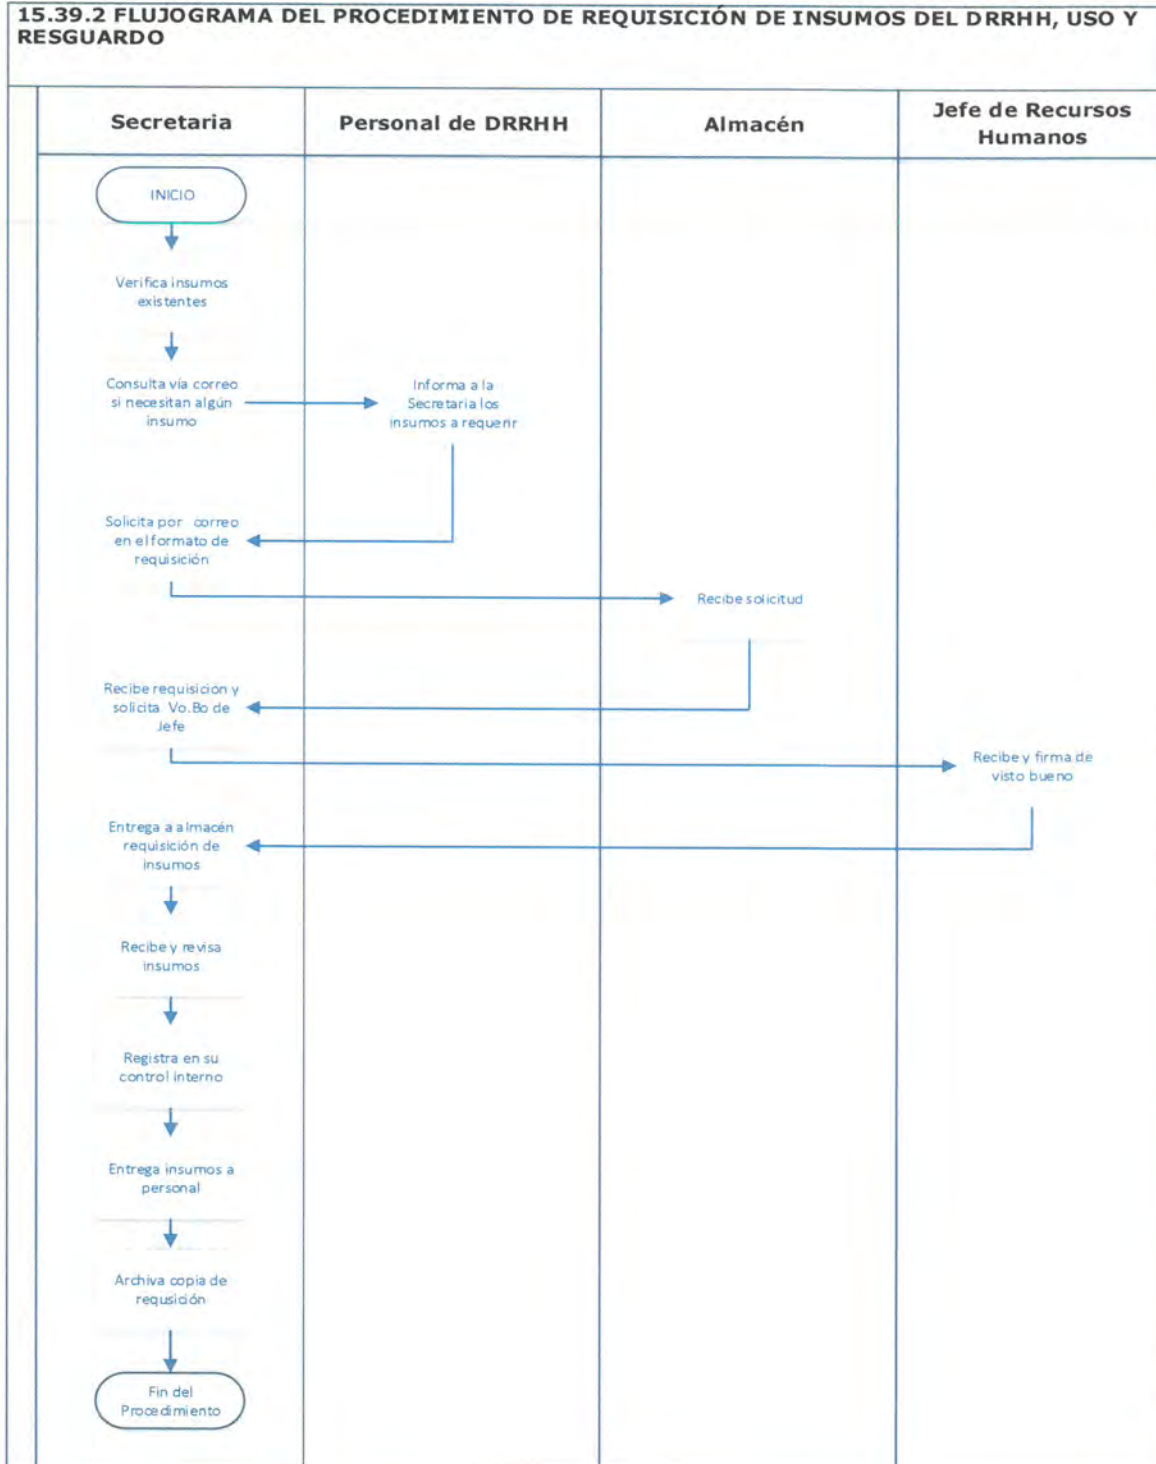 15.39.2 FLUJOGRAMA DEL PROCEDIMIENTO DE REQUISICIÓN DE INSUMOS DEL DRRHH, USO Y
RESGUARDO
Secretaria
Personal de DRRHH
Almacén
Jefe de Recursos
Humanos
INICIO
Verifica insumos
existentes
Consulta vía correo
si necesitan algún
insumo
Informa a la
Secretaria los
insumos a requerir
Solicita por correo
en el formato de
requisición
Recibe solicitud
Recibe requisición y
solicita Vo.Bo de
Jefe
Recibe y firma de
visto bueno
Entrega a almacén
requisición de
insumos
Recibe y revisa
insumos
Registra en su
control interno
Entrega insumos a
personal
Archiva copia de
requsición
Fin del
Procedimiento